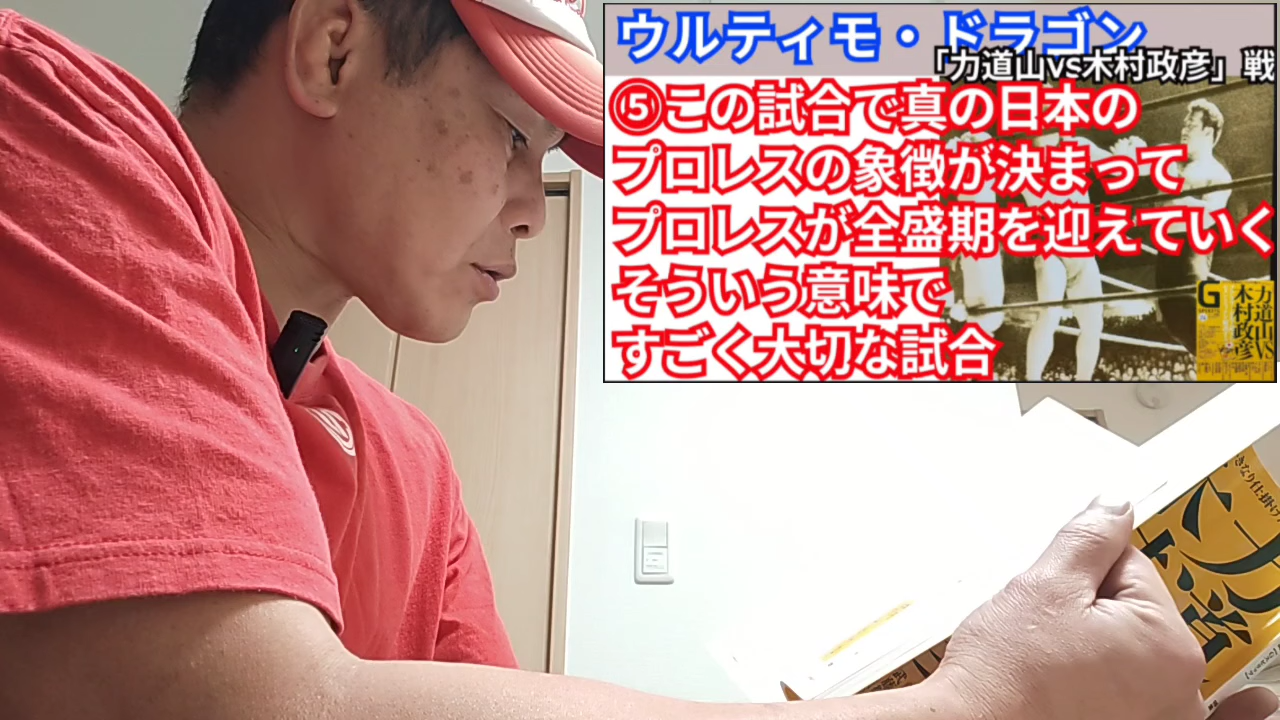 ウルティモ・ドラゴン
「力道山vs木村政彦」戦
⑤この試合で真の日本の
プロレスの象徴が決まって
プロレスが全盛期を迎えていく
そういう意味で
すごく大切な試合
G
力道山VS
木村政彦